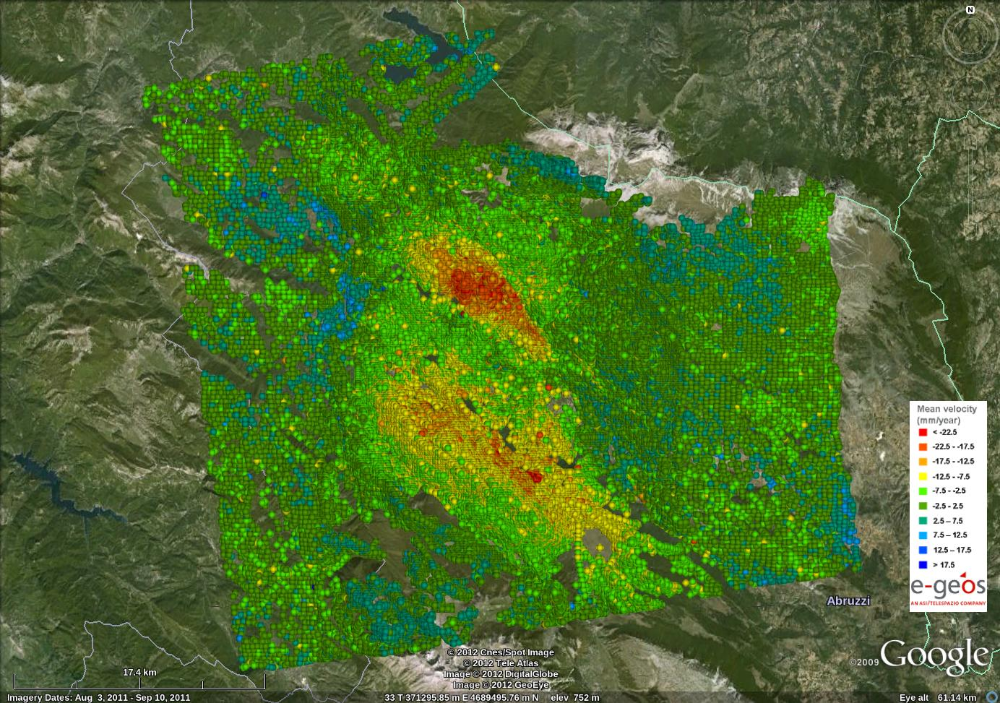 N
Mean velocity
(mm/year)
< -22.5
-22.5 - -17.5
-17.5 - -12.5
-12.5 - -7.5
-7.5 - -2.5
-2.5 - 2.5
2.5 – 7.5
7.5 – 12.5
12.5 – 17.5
> 17.5
e-geos
AN ASI/TELESPAZIO COMPANY
Abruzzi
© 2012 Cnes/Spot Image
© 2012 Tele Atlas
Image © 2012 DigitalGlobe
Image © 2012 GeoEye
©2009 Google
17.4 km
Imagery Dates: Aug 3, 2011 - Sep 10, 2011
33 T 371295.85 m E 4689495.76 m N elev 752 m
Eye alt 61.14 km